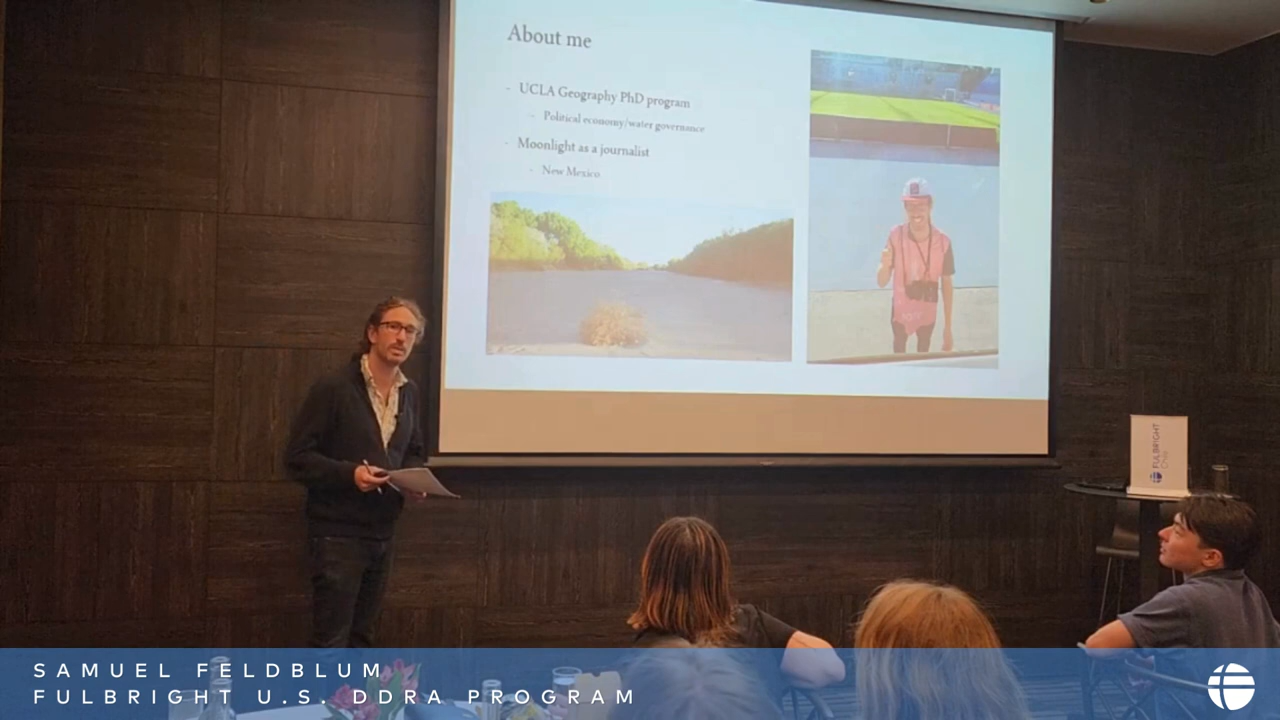 About me
- UCLA Geography PhD program
- Political economy/water governance
- Moonlight as a journalist
- New Mexico
FULBRIGHT
SAMUEL FELDBLUM
FULBRIGHT U.S. DDRA PROGRAM